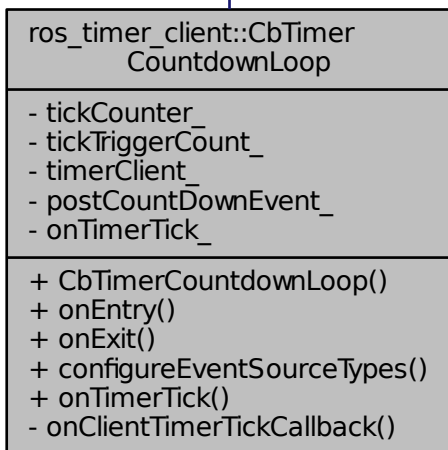 ros_timer_client::CbTimer
CountdownLoop
- tickCounter_
- tickTriggerCount_
- timerClient_
- postCountDownEvent_
- onTimerTick_
+ CbTimerCountdownLoop()
+ onEntry()
+ onExit()
+ configureEventSourceTypes()
+ onTimerTick()
- onClientTimerTickCallback()